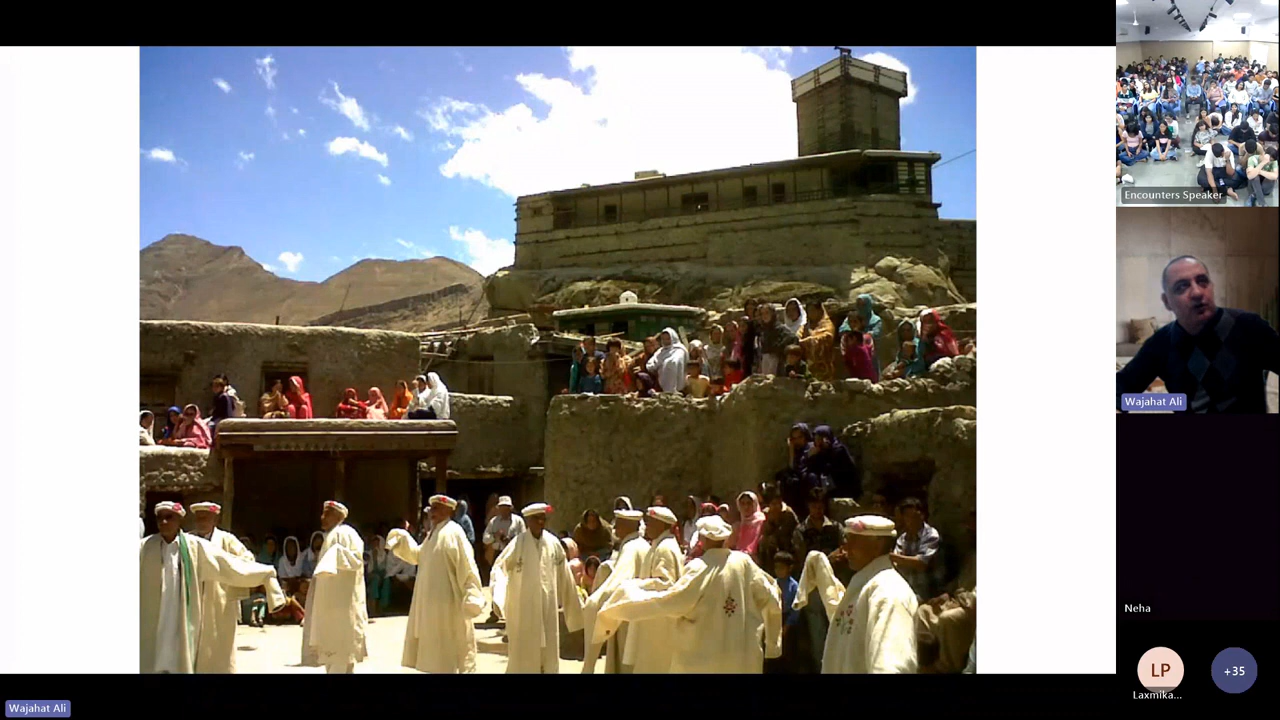 Encounters Speaker
Wajahat Ali
Neha
LP
Laxmika...
+35
Wajahat Ali